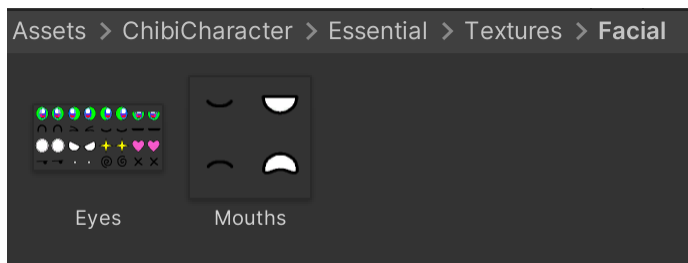 Assets > ChibiCharacter > Essential > Textures > Facial
Eyes
Mouths